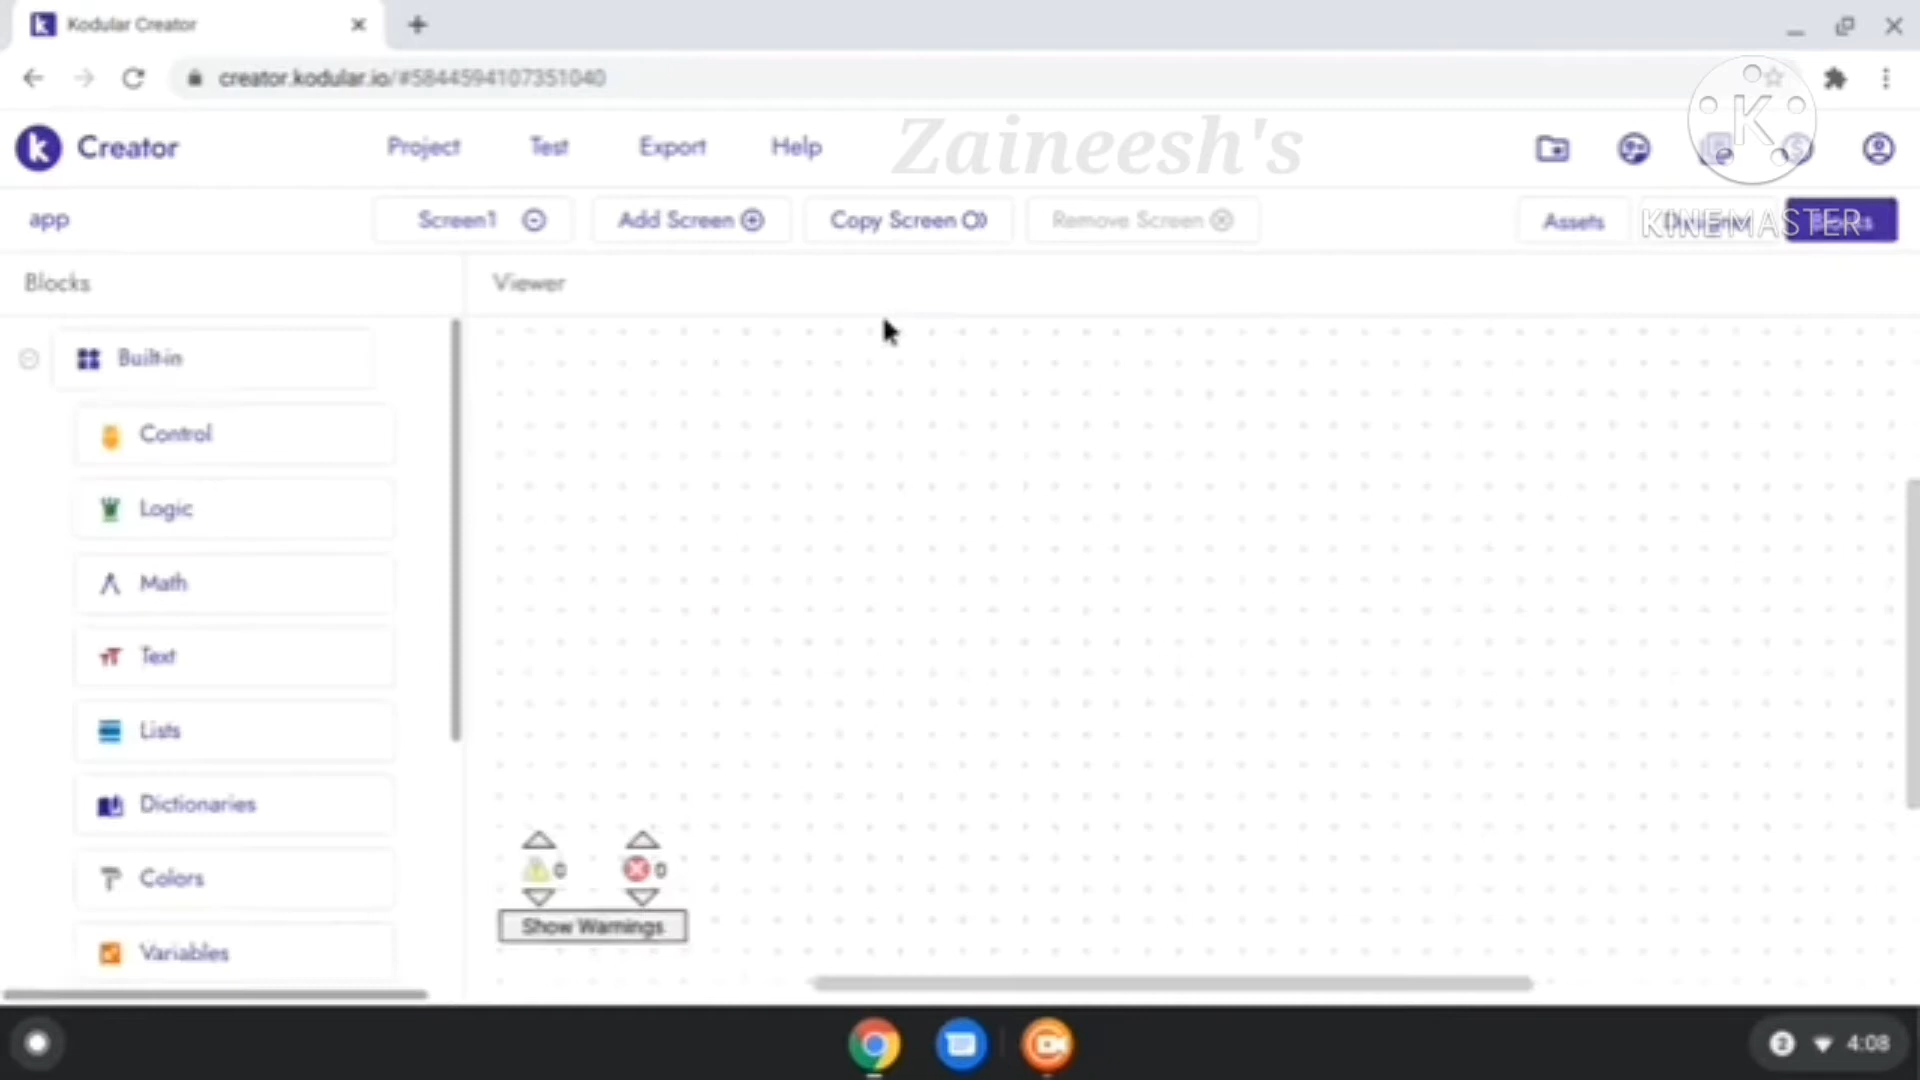 Kodular Creator
creator.kodular.io/#5844594107351040
Creator
Project
Test
Export
Help
Zaineesh's
app
Screen1
Add Screen
Copy Screen
Remove Screen
Assets
KINEMASTER
Blocks
Viewer
Built-in
Control
Logic
Math
Text
Lists
Dictionaries
Colors
Variables
0
0
Show Warnings
2
4:08